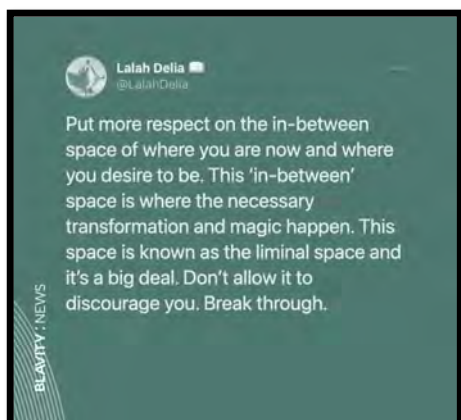 Lalah Delia
@LalahDelia
Put more respect on the in-between
space of where you are now and where
you desire to be. This ‘in-between’
space is where the necessary
transformation and magic happen. This
space is known as the liminal space and
it’s a big deal. Don’t allow it to
discourage you. Break through.
BLAVITY:NEWS